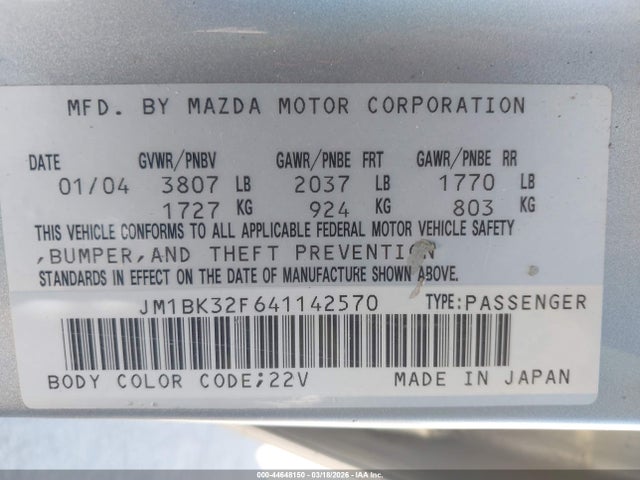 MFD. BY MAZDA MOTOR CORPORATION
DATE GVWR/PNBV GAWR/PNBE FRT GAWR/PNBE RR
01/04 3807 LB 2037 LB 1770 LB
1727 KG 924 KG 803 KG
THIS VEHICLE CONFORMS TO ALL APPLICABLE FEDERAL MOTOR VEHICLE SAFETY
,BUMPER,AND THEFT PREVENTION
STANDARDS IN EFFECT ON THE DATE OF MANUFACTURE SHOWN ABOVE.
JM1BK32F641142570 TYPE:PASSENGER
BODY COLOR CODE;22V MADE IN JAPAN
000-44648150 - 03/18/2026 - IAAI.com